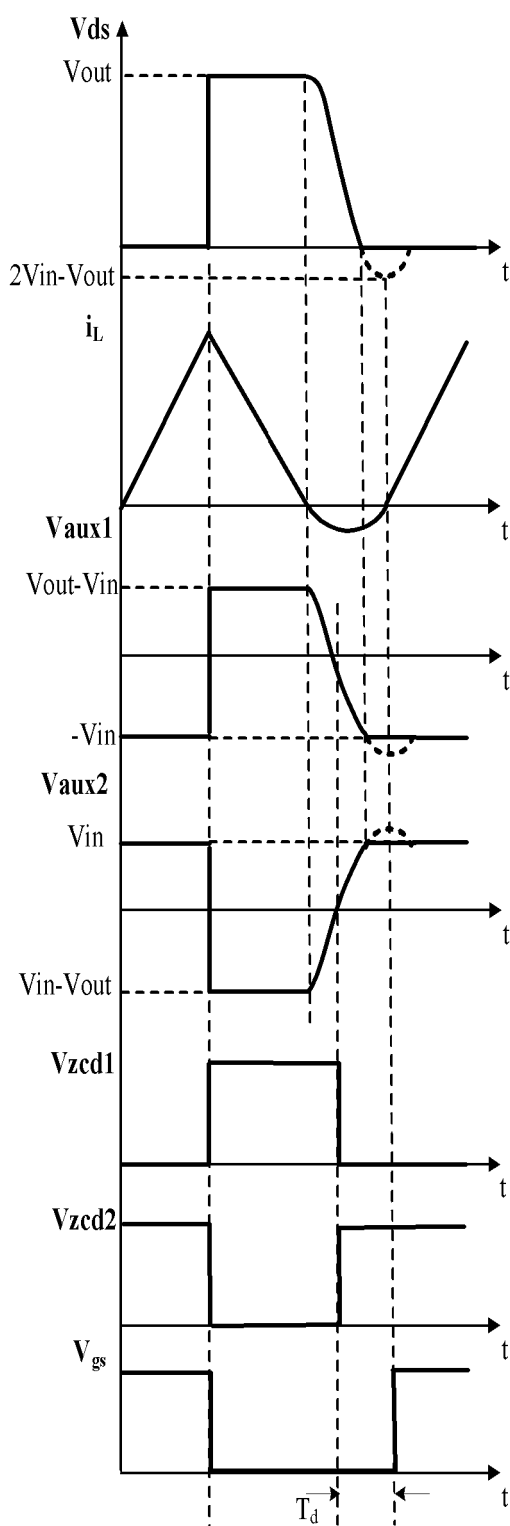 Vds
Vout
t
2Vin-Vout
iL
t
Vaux1
Vout-Vin
t
-Vin
Vaux2
Vin
t
Vin-Vout
Vzcd1
t
Vzcd2
t
Vgs
t
Td